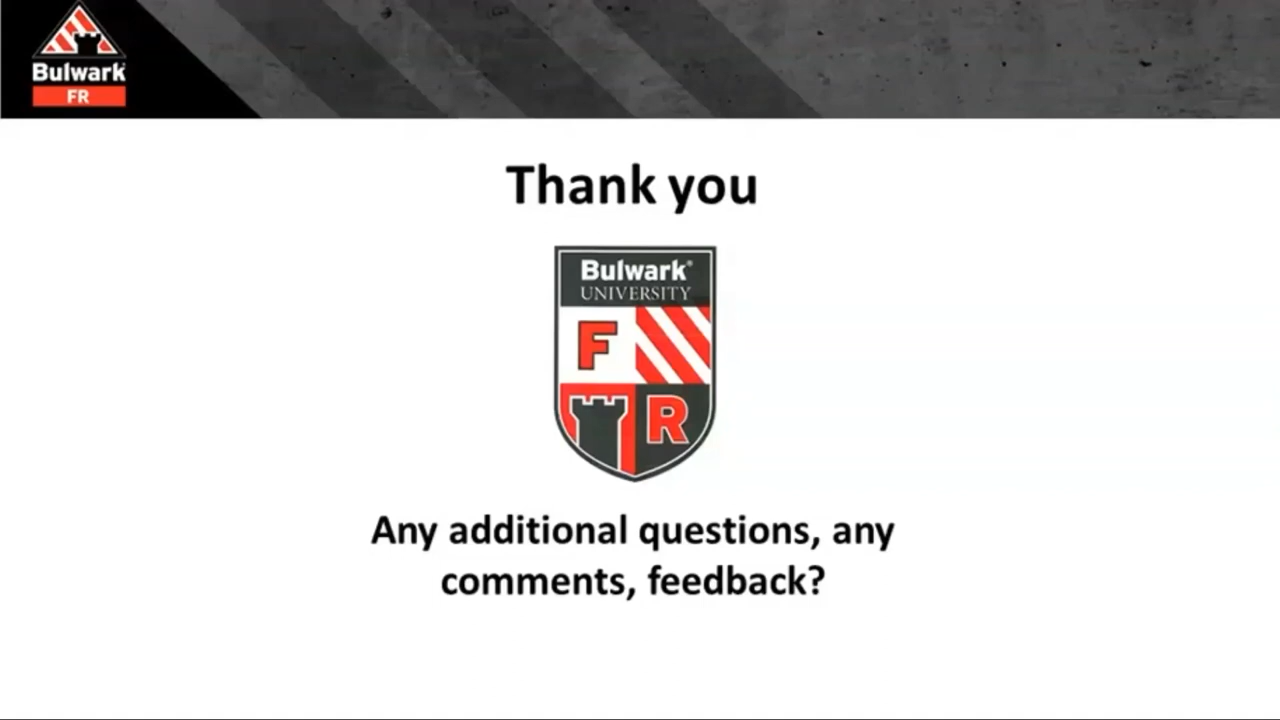 Bulwark
FR
Thank you
Bulwark®
UNIVERSITY
F
R
Any additional questions, any
comments, feedback?